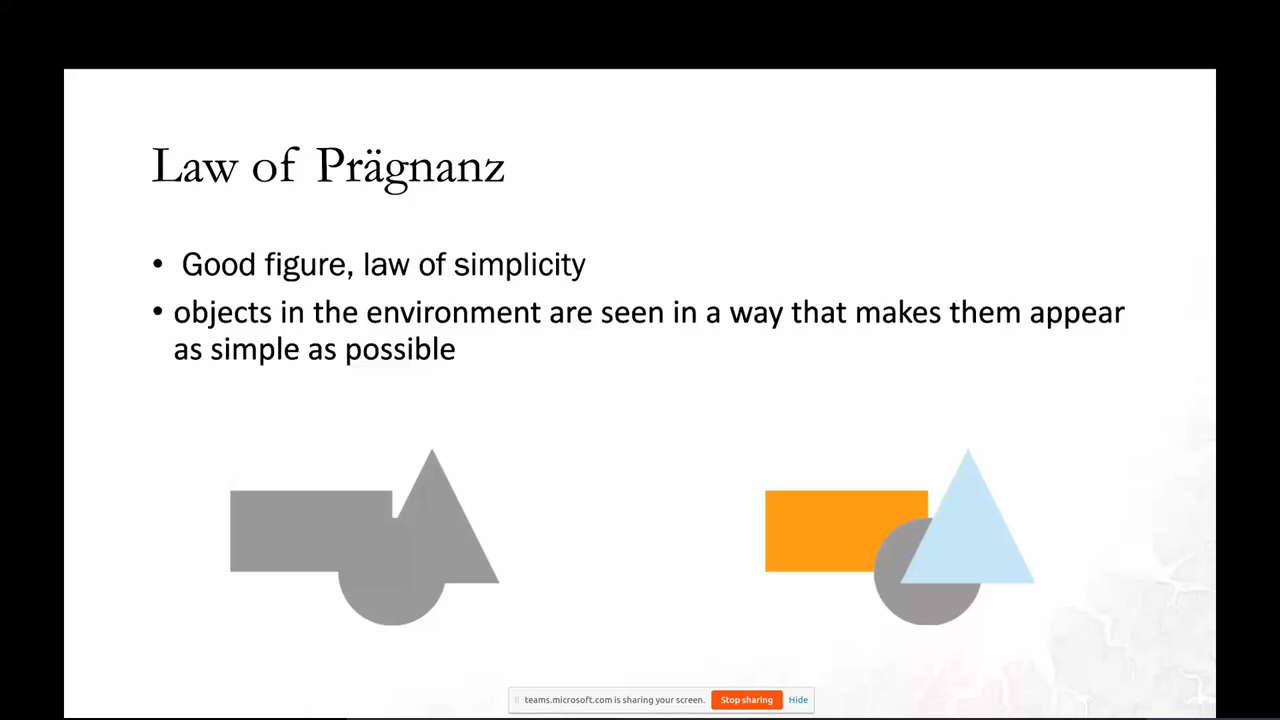 Law of Prägnanz
• Good figure, law of simplicity
• objects in the environment are seen in a way that makes them appear
as simple as possible
teams.microsoft.com is sharing your screen. Stop sharing Hide